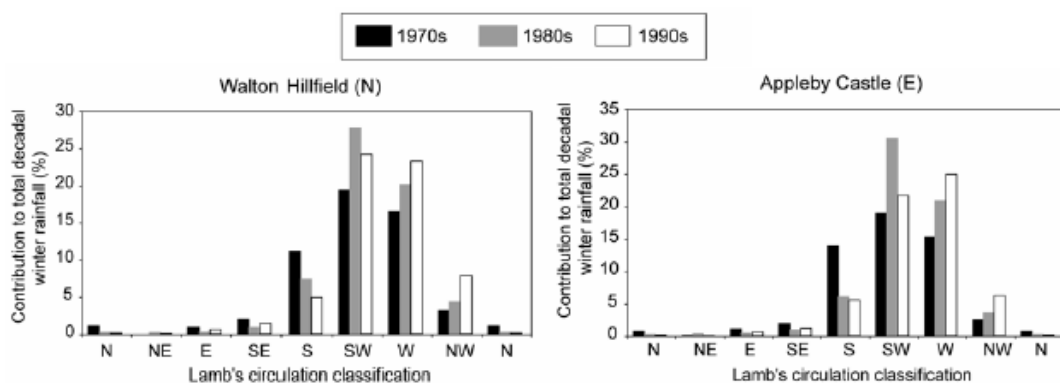 1970s 1980s 1990s
Walton Hillfield (N)
Contribution to total decadal
winter rainfall (%)
30
25
20
15
10
5
0
N NE E SE S SW W NW N
Lamb's circulation classification
Appleby Castle (E)
Contribution to total decadal
winter rainfall (%)
35
30
25
20
15
10
5
0
N NE E SE S SW W NW N
Lamb's circulation classification